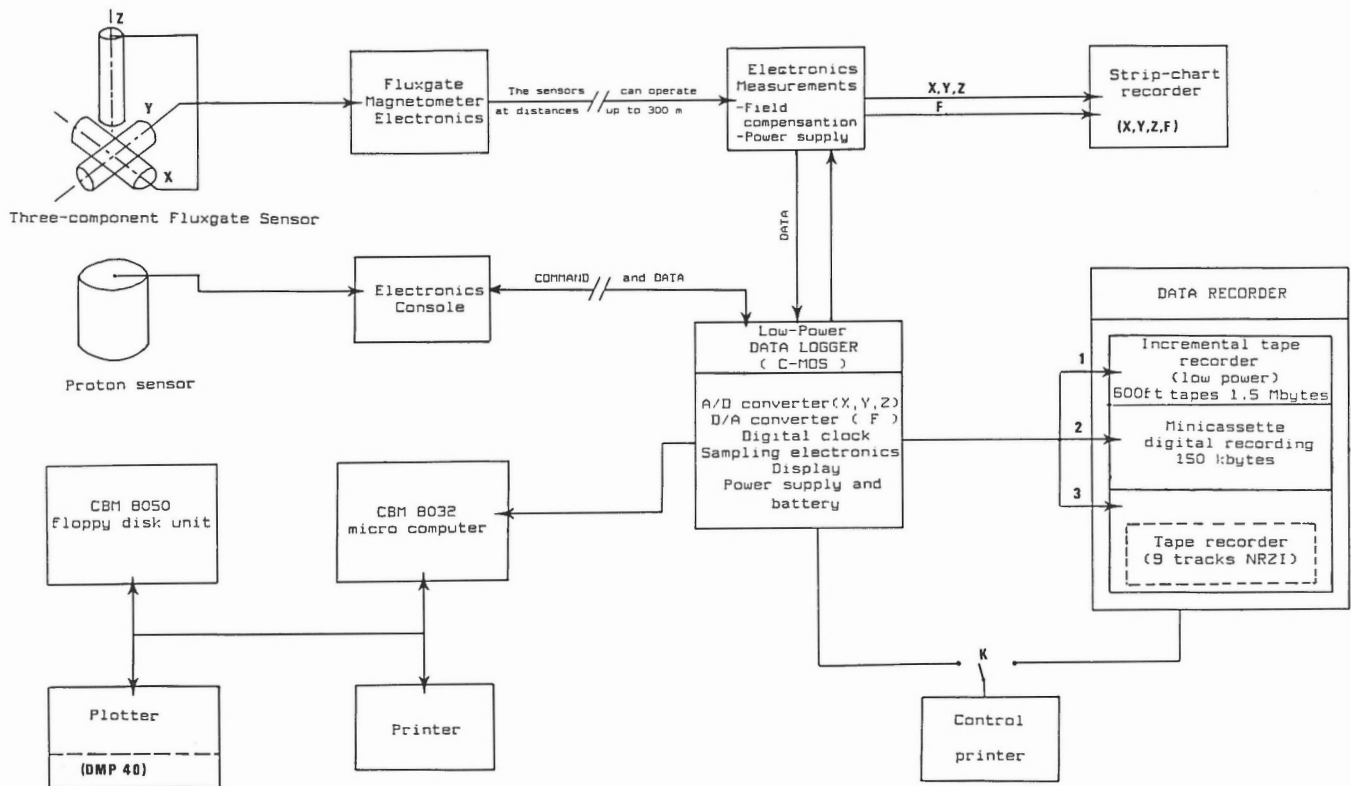 Z
Y
X
Three-component Fluxgate Sensor
Fluxgate
Magnetometer
Electronics
The sensors can operate
at distances up to 300 m
Electronics
Measurements
-Field
compensantion
-Power supply
X,Y,Z
F
Strip-chart
recorder
(X,Y,Z,F)
DATA
Proton sensor
Electronics
Console
COMMAND and DATA
Low-Power
DATA LOGGER
( C-MOS )
A/D converter(X,Y,Z)
D/A converter ( F )
Digital clock
Sampling electronics
Display
Power supply and
battery
DATA RECORDER
1
Incremental tape
recorder
(low power)
600ft tapes 1.5 Mbytes
2
Minicassette
digital recording
150 kbytes
3
Tape recorder
(9 tracks NRZI)
CBM 8050
floppy disk unit
CBM 8032
micro computer
Plotter
(DMP 40)
Printer
K
Control
printer